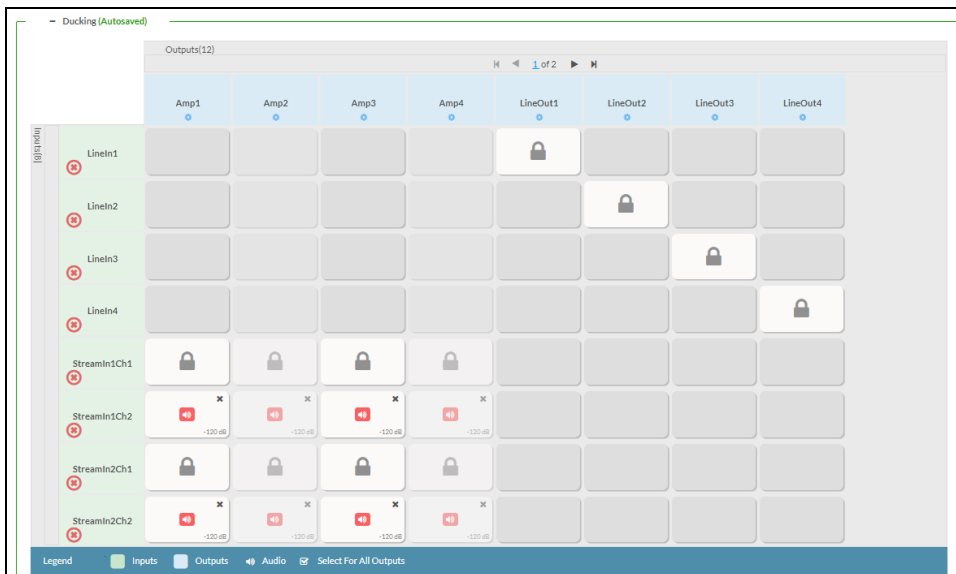 − Ducking (Autosaved)
Outputs(12)
1 of 2
Amp1 Amp2 Amp3 Amp4 LineOut1 LineOut2 LineOut3 LineOut4
Inputs(8)
LineIn1
LineIn2
LineIn3
LineIn4
StreamIn1Ch1
StreamIn1Ch2
-120 dB -120 dB -120 dB -120 dB
StreamIn2Ch1
StreamIn2Ch2
-120 dB -120 dB -120 dB -120 dB
Legend Inputs Outputs Audio Select For All Outputs